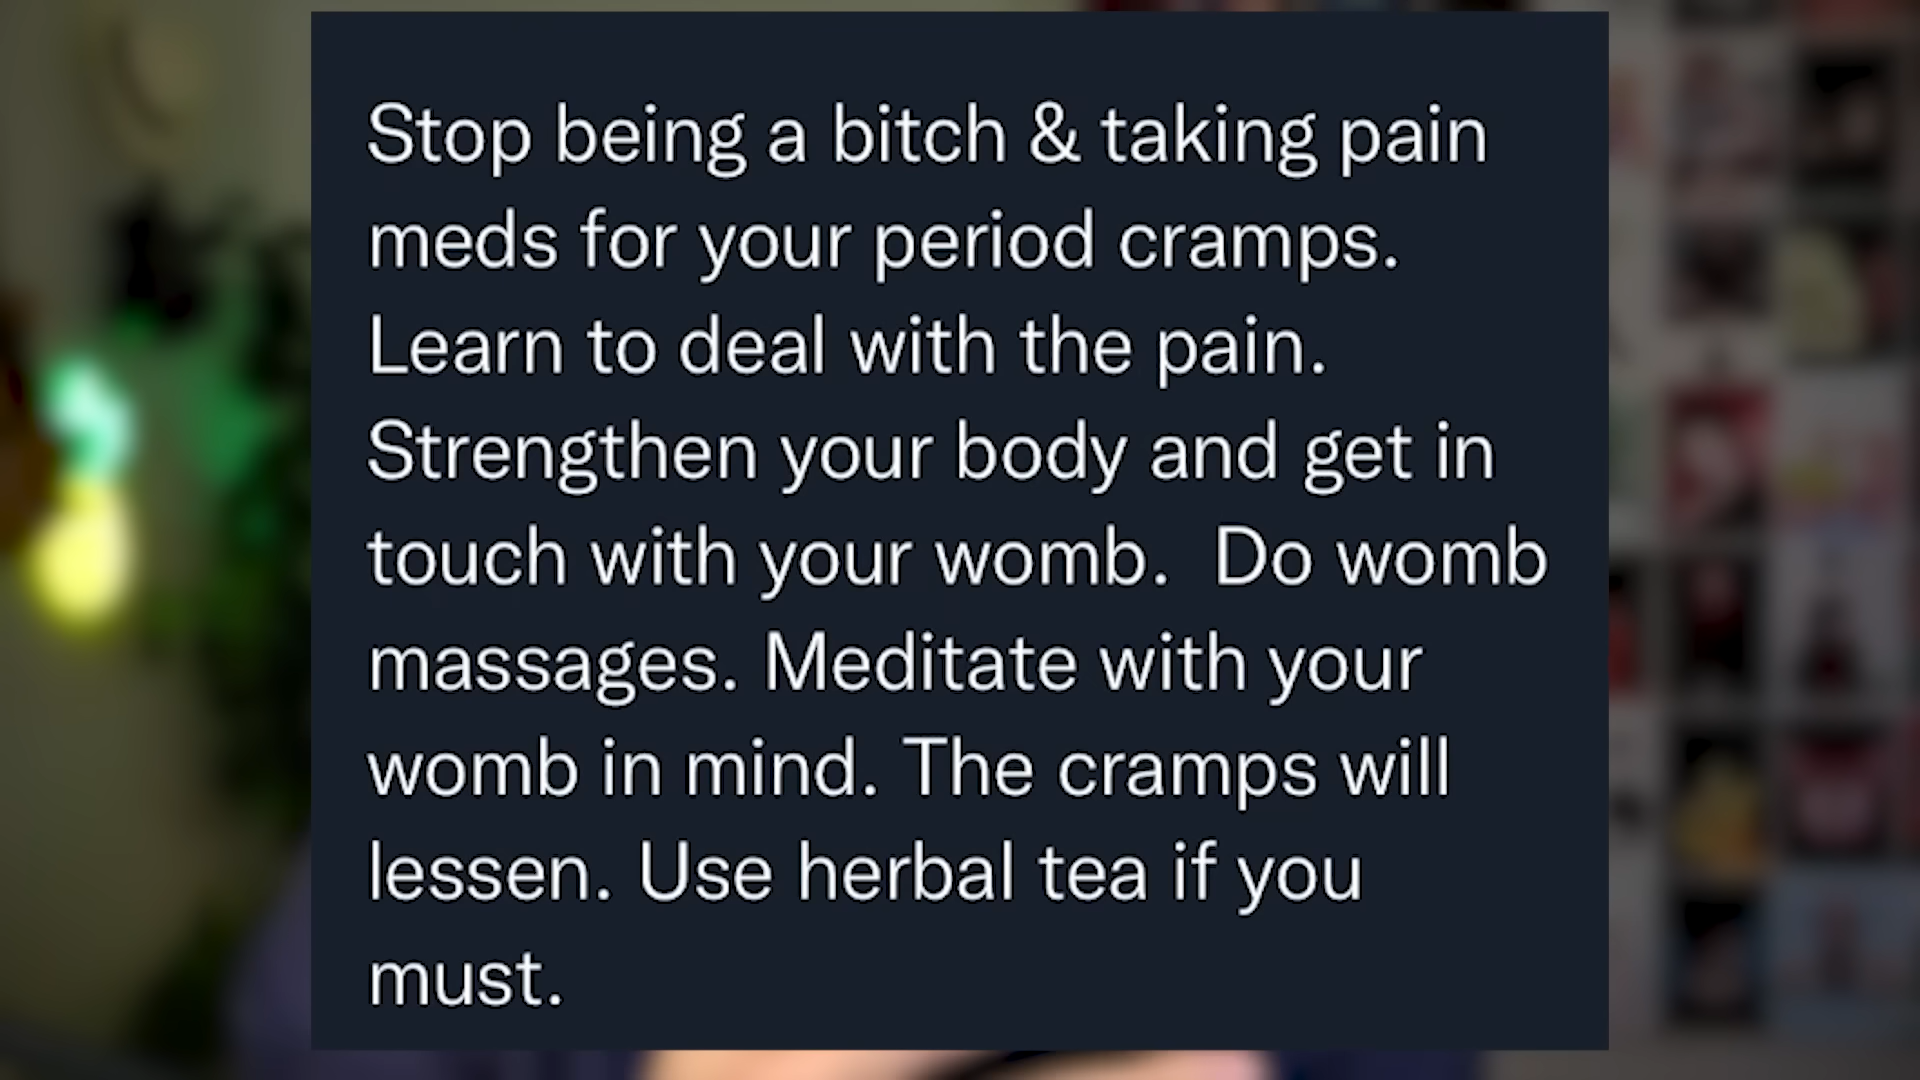 Stop being a bitch & taking pain
meds for your period cramps.
Learn to deal with the pain.
Strengthen your body and get in
touch with your womb.  Do womb
massages. Meditate with your
womb in mind. The cramps will
lessen. Use herbal tea if you
must.